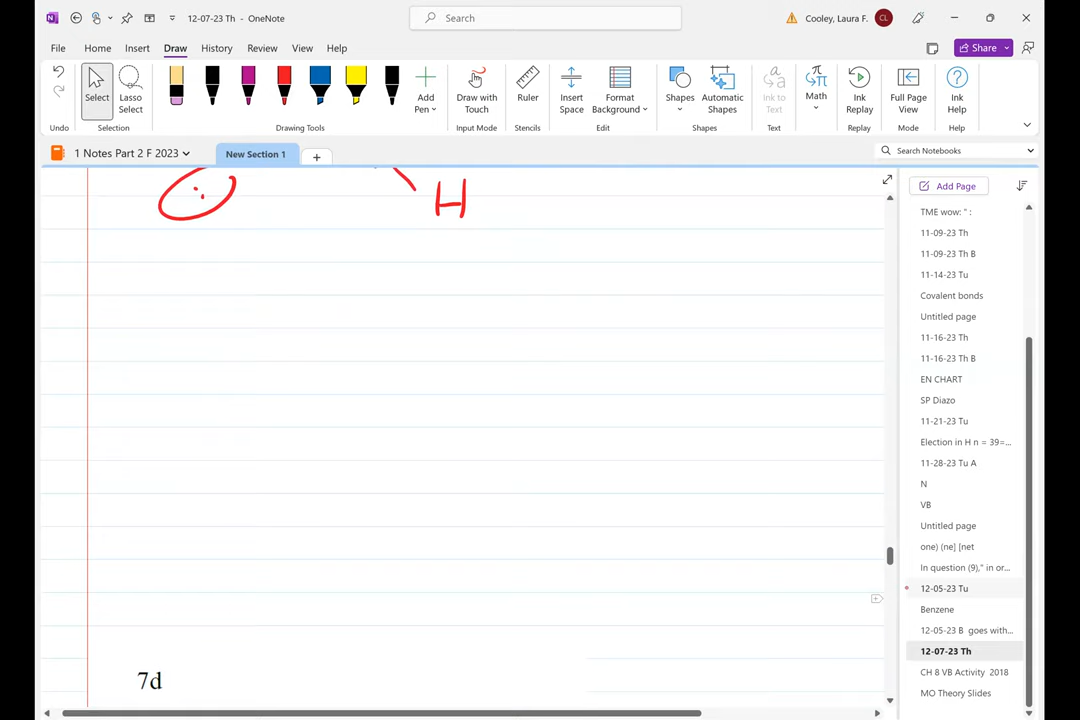 12-07-23 Th - OneNote
Search
Cooley, Laura F.
CL
File Home Insert Draw History Review View Help
Share
Undo
Select
Lasso Select
Add Pen
Draw with Touch
Ruler
Insert Space
Format Background
Shapes
Automatic Shapes
Ink to Text
Math
Ink Replay
Full Page View
Ink Help
Undo Selection Drawing Tools Input Mode Stencils Edit Shapes Text Replay Mode Help
1 Notes Part 2 F 2023
New Section 1
Search Notebooks
Add Page
H
7d
TME wow: " :
11-09-23 Th
11-09-23 Th B
11-14-23 Tu
Covalent bonds
Untitled page
11-16-23 Th
11-16-23 Th B
EN CHART
SP Diazo
11-21-23 Tu
Election in H n = 39=...
11-28-23 Tu A
N
VB
Untitled page
one) (ne] [net
In question (9)," in or...
12-05-23 Tu
Benzene
12-05-23 B goes with...
12-07-23 Th
CH 8 VB Activity 2018
MO Theory Slides